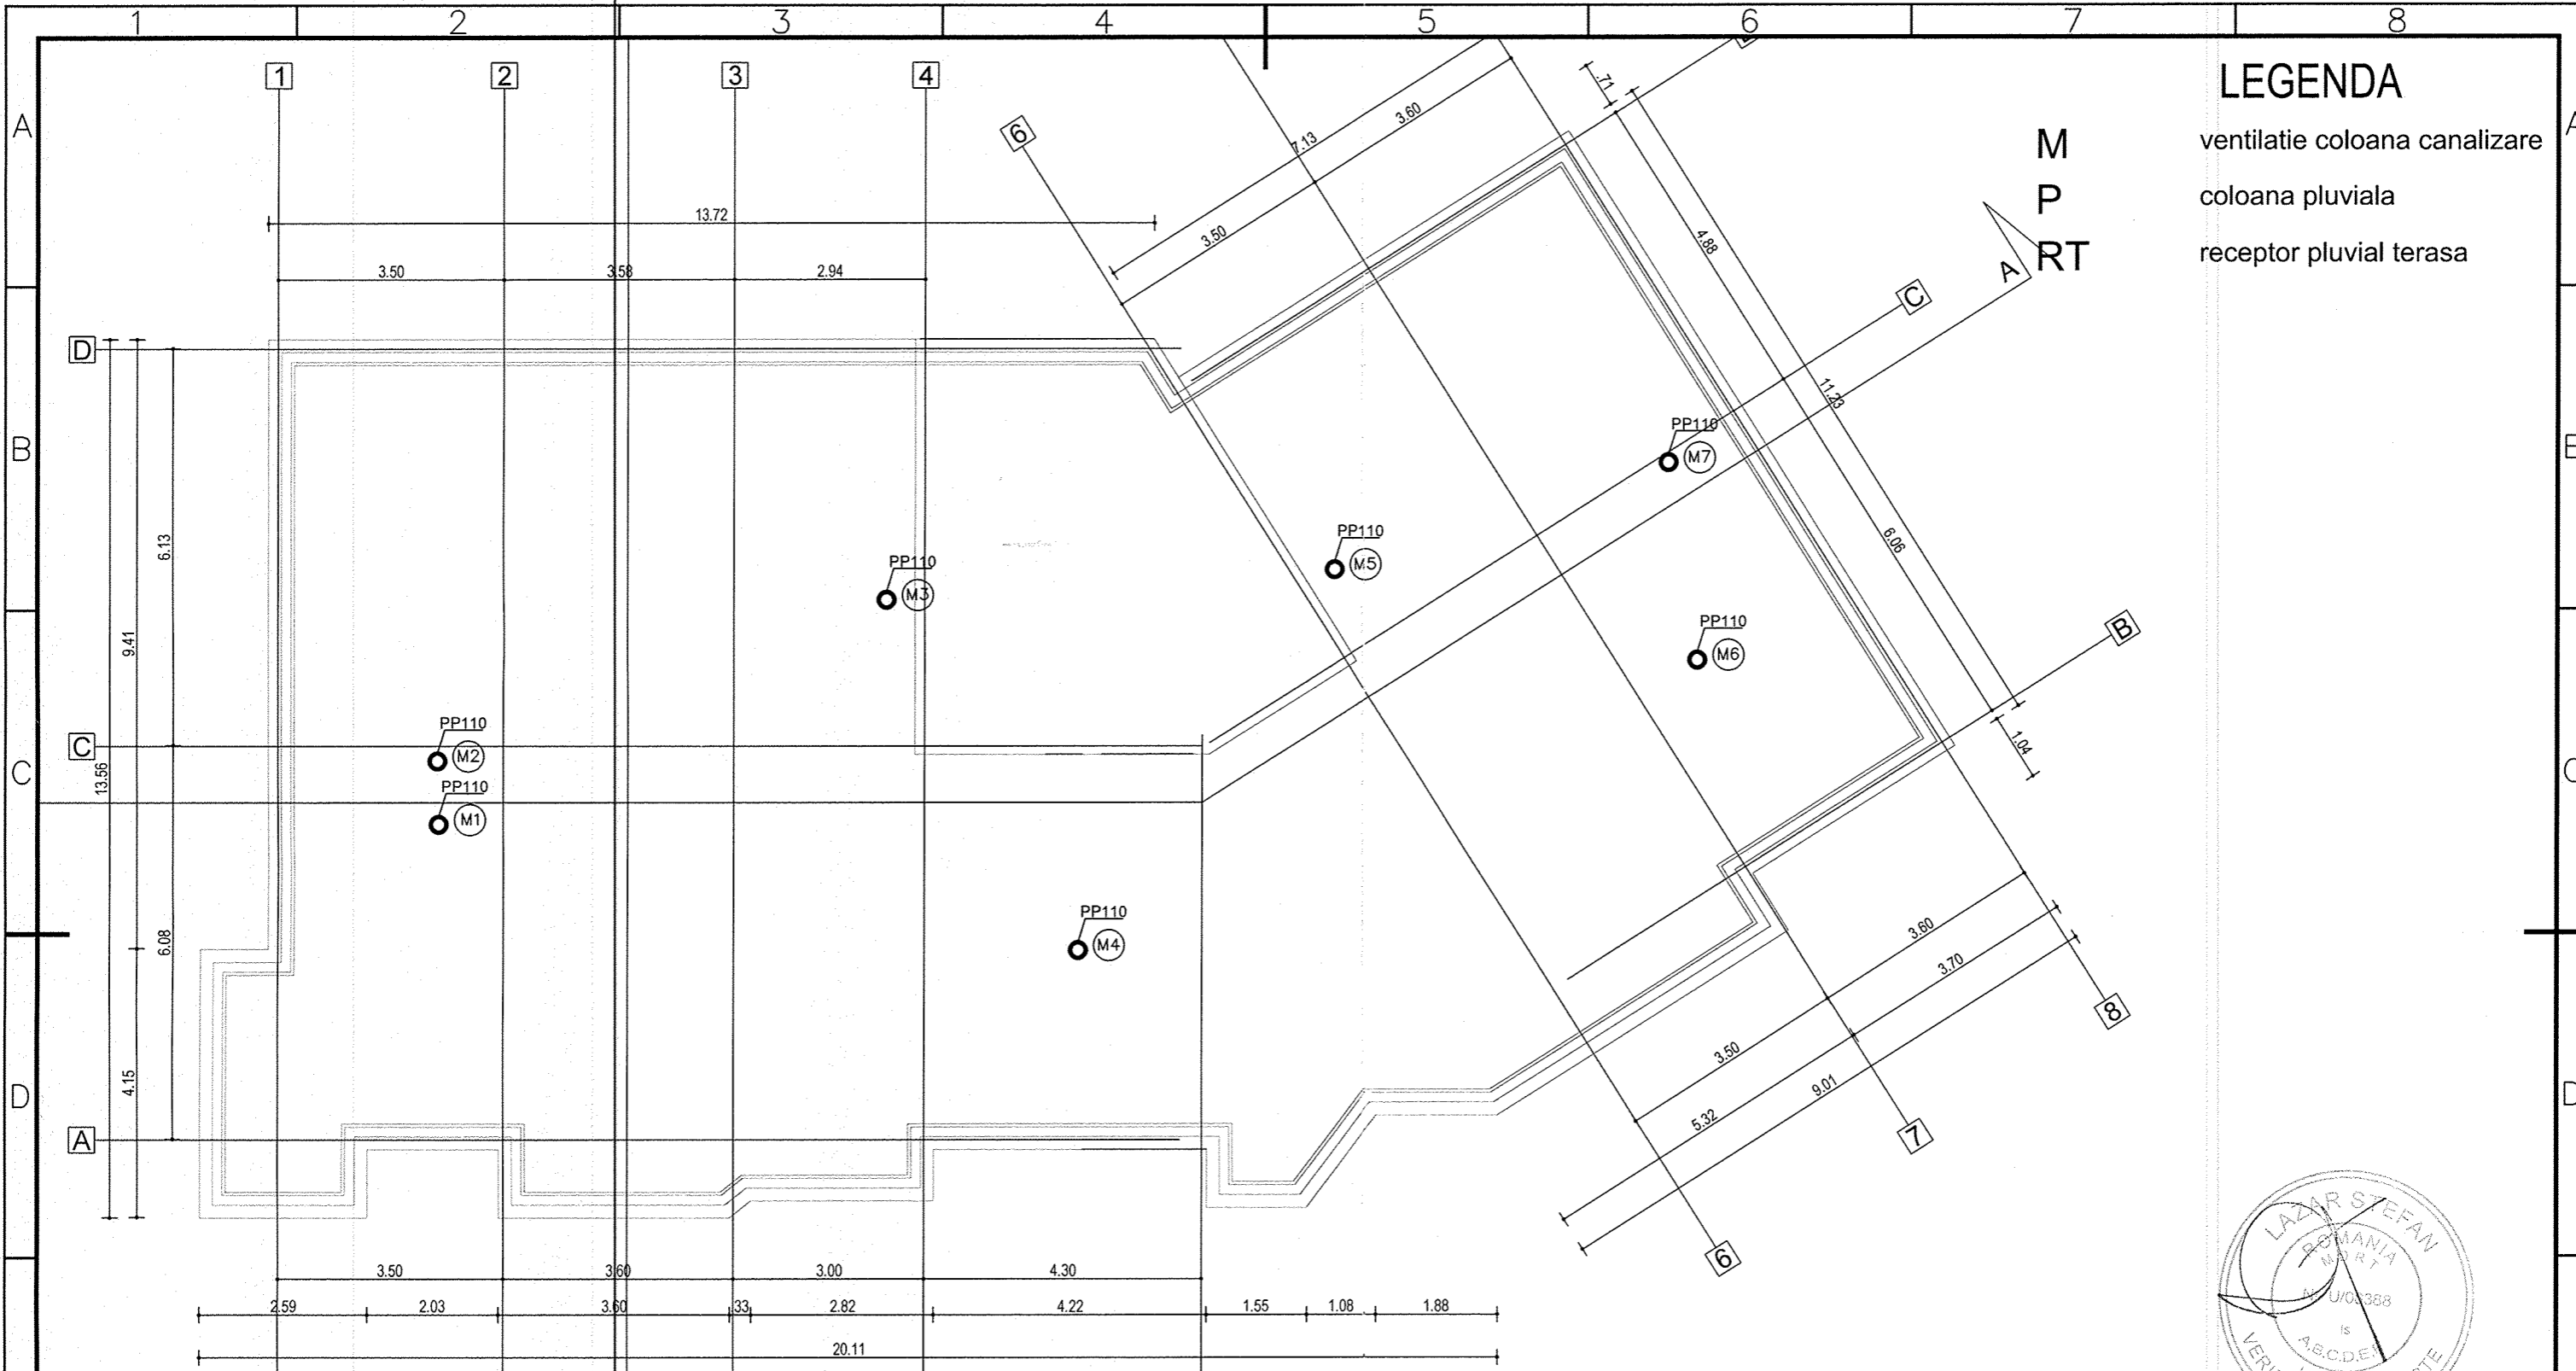 1 2 3 4 5 6 7 8
1 2 3 4
LEGENDA
M ventilatie coloana canalizare
P coloana pluviala
RT receptor pluvial terasa
A
A
B
C
D
6
.71
3.60
7.13
3.50
13.72
3.50 3.58 2.94
4.88
11.23
6.06
1.04
A
C
B
D
C
A
6.13
9.41
13.56
6.08
4.15
PP110
M7
PP110
M5
PP110
M3
PP110
M6
PP110
M2
PP110
M1
PP110
M4
3.60
3.70
3.50
9.01
5.32
8
7
6
3.50 3.60 3.00 4.30
2.59 2.03 3.60 .33 2.82 4.22 1.55 1.08 1.88
20.11
LAZAR STEFAN
ROMANIA
Is
A.B.C.D.E